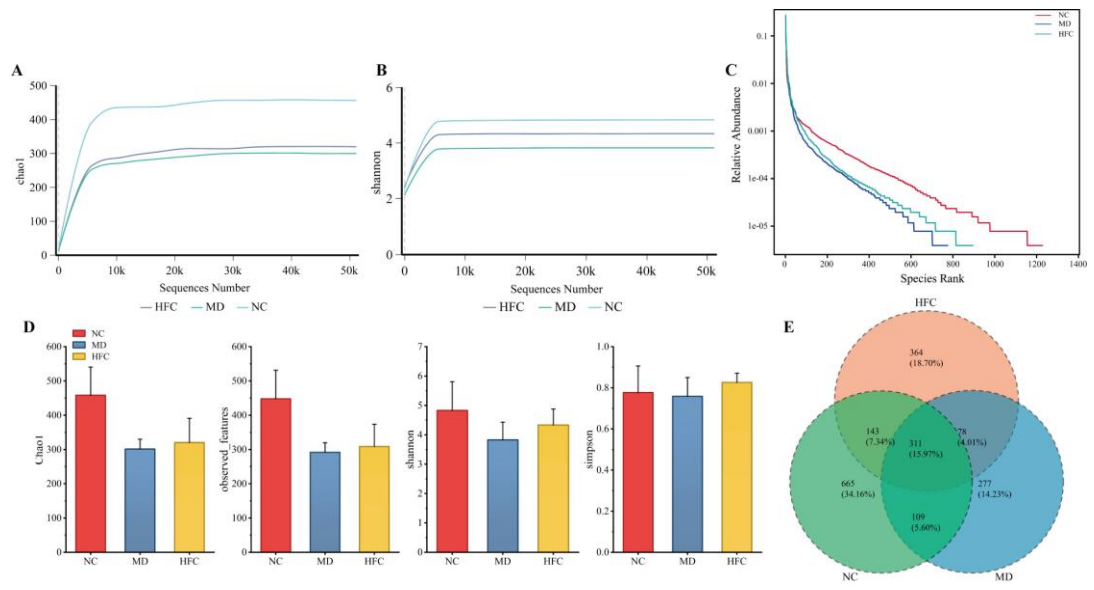 A
500
400
300
200
100
0
chao1
0
10k
20k
30k
40k
50k
Sequences Number
HFC MD NC
B
6
4
2
0
shannon
0
10k
20k
30k
40k
50k
Sequences Number
HFC MD NC
C
NC
MD
HFC
0.1
0.01
0.001
1e-04
1e-05
Relative Abundance
0
200
400
600
800
1000
1200
1400
Species Rank
D
NC
MD
HFC
600
500
400
300
200
100
0
Chao1
NC
MD
HFC
600
500
400
300
200
100
0
observed_features
NC
MD
HFC
7
6
5
4
3
2
1
0
shannon
NC
MD
HFC
1.0
0.8
0.6
0.4
0.2
0.0
simpson
NC
MD
HFC
E
HFC
364
(18.70%)
143
(7.34%)
78
(4.01%)
311
(15.97%)
665
(34.16%)
277
(14.23%)
109
(5.60%)
NC
MD